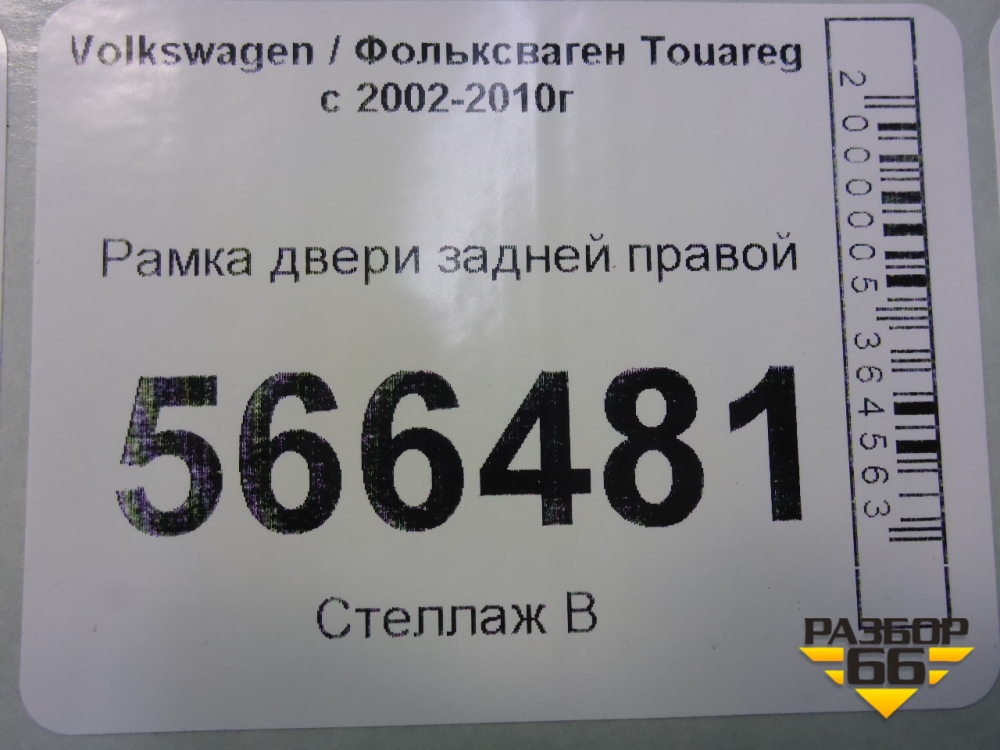 Volkswagen / Фольксваген Touareg
с 2002-2010г
Рамка двери задней правой
566481
Стеллаж В
2000005364563
РАЗБОР
66